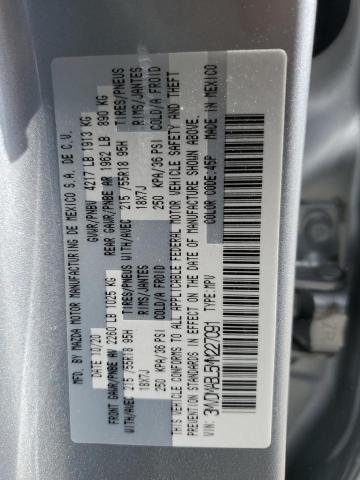 MFD. BY MAZDA MOTOR MANUFACTURING DE MEXICO S.A. DE C.V.
DATE: 10/20 GVWR/PNBV 4217 LB 1913 KG
FRONT GAWR/PNBE AV 2260 LB 1025 KG REAR GAWR/PNBE AR 1962 LB 890 KG
WITH/AVEC 215 /55R18 95H TIRES/PNEUS WITH/AVEC 215 /55R18 95H TIRES/PNEUS
18X7J RIMS/JANTES 18X7J RIMS/JANTES
250 KPA/36 PSI COLD/A FROID 250 KPA/36 PSI COLD/A FROID
THIS VEHICLE CONFORMS TO ALL APPLICABLE FEDERAL MOTOR VEHICLE SAFETY AND THEFT
PREVENTION STANDARDS IN EFFECT ON THE DATE OF MANUFACTURE SHOWN ABOVE.
MADE IN MEXICO
VIN: 3MVDMABL5MM227091 TYPE:MPV COLOR CODE:45P